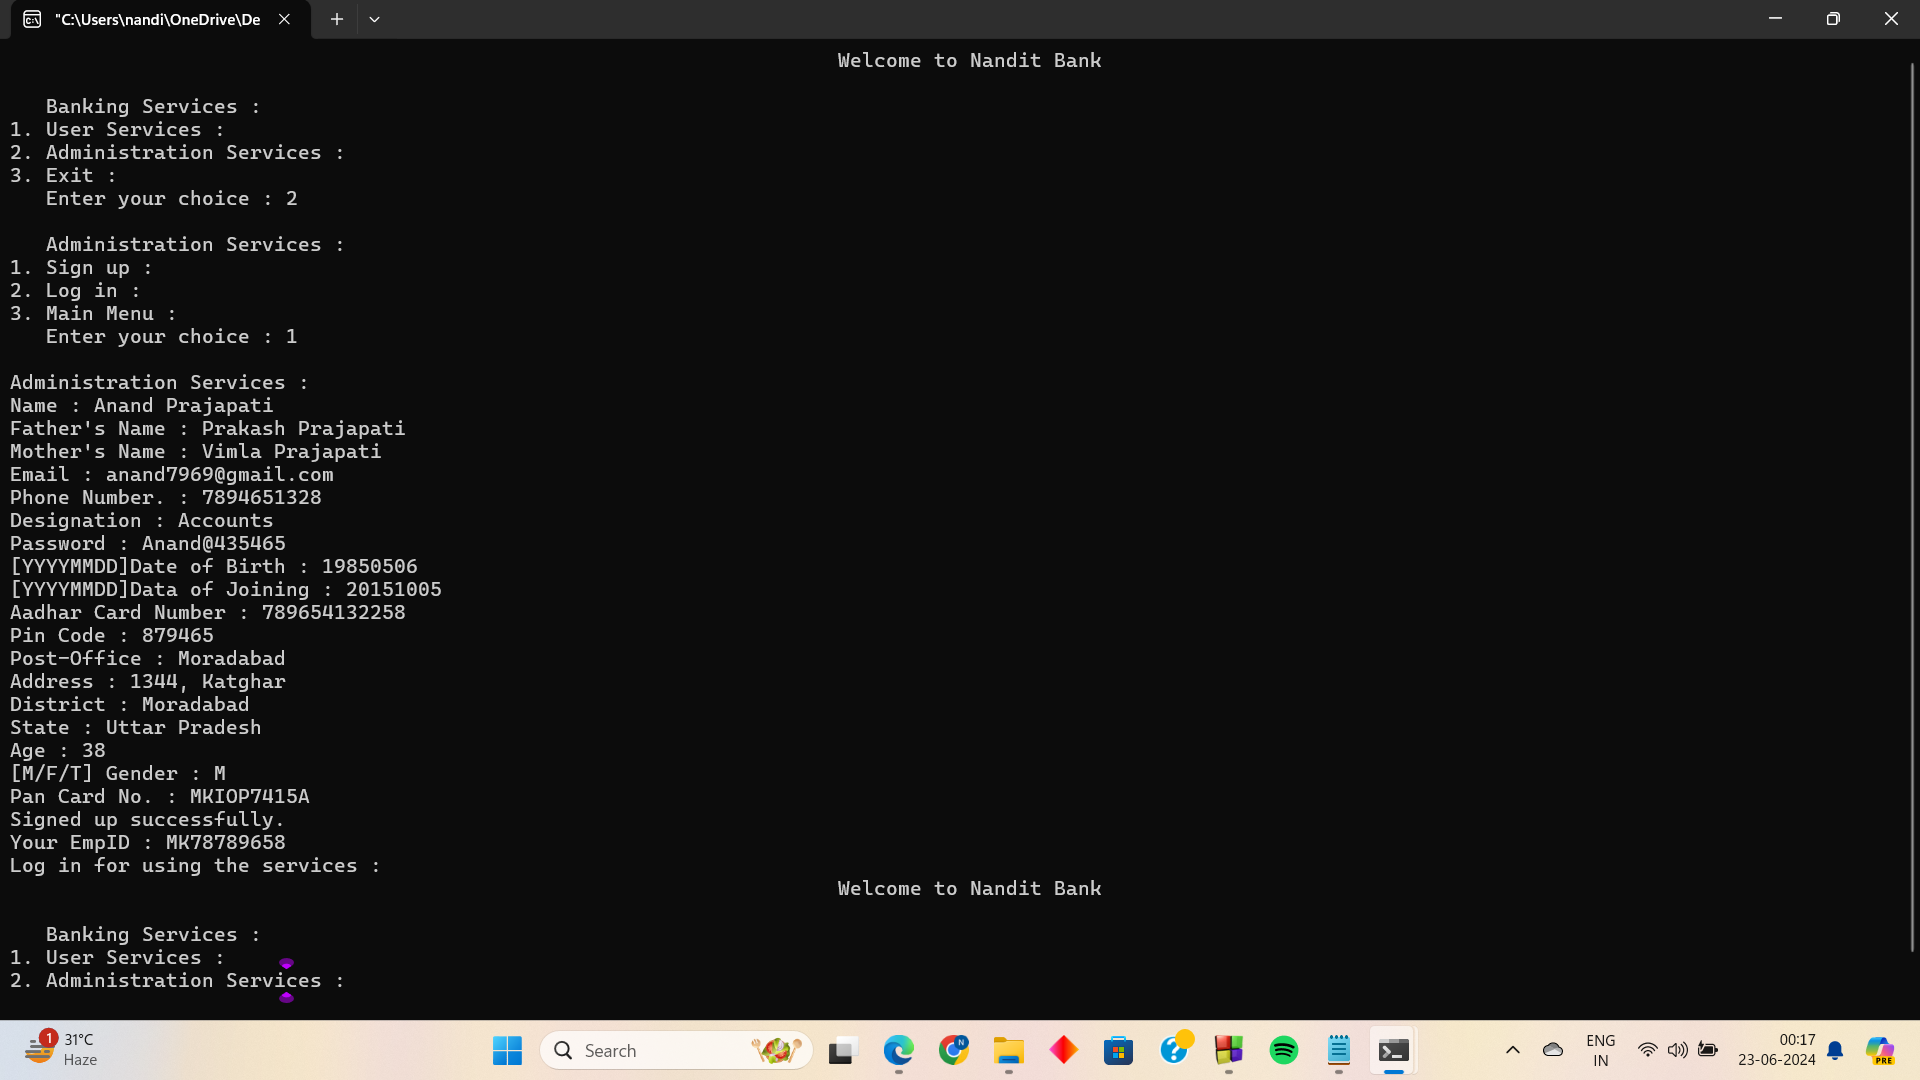 "C:\Users\nandi\OneDrive\De
Welcome to Nandit Bank
Banking Services :
1. User Services :
2. Administration Services :
3. Exit :
Enter your choice : 2
Administration Services :
1. Sign up :
2. Log in :
3. Main Menu :
Enter your choice : 1
Administration Services :
Name : Anand Prajapati
Father's Name : Prakash Prajapati
Mother's Name : Vimla Prajapati
Email : anand7969@gmail.com
Phone Number. : 7894651328
Designation : Accounts
Password : Anand@435465
[YYYYMMDD]Date of Birth : 19850506
[YYYYMMDD]Data of Joining : 20151005
Aadhar Card Number : 789654132258
Pin Code : 879465
Post-Office : Moradabad
Address : 1344, Katghar
District : Moradabad
State : Uttar Pradesh
Age : 38
[M/F/T] Gender : M
Pan Card No. : MKIOP7415A
Signed up successfully.
Your EmpID : MK78789658
Log in for using the services :
Welcome to Nandit Bank
Banking Services :
1. User Services :
2. Administration Services :
1
31°C
Haze
Search
N
ENG
IN
00:17
23-06-2024
PRE